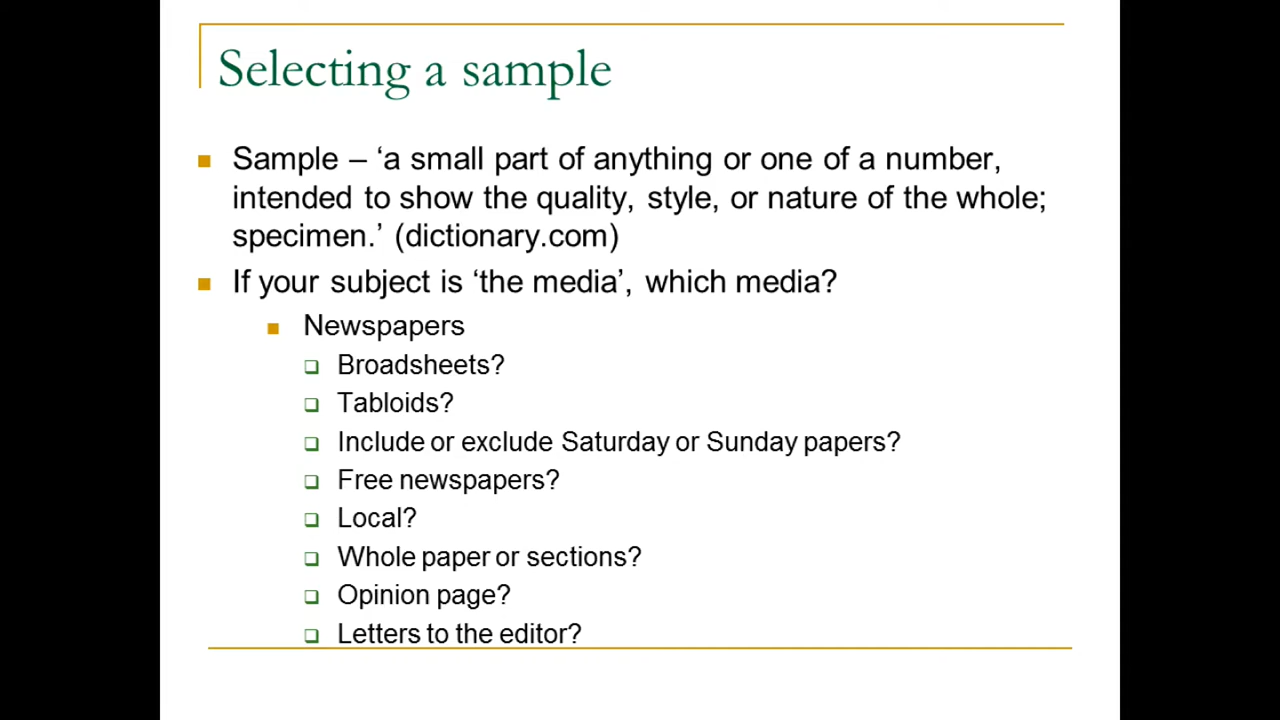 Selecting a sample
Sample – ‘a small part of anything or one of a number,
intended to show the quality, style, or nature of the whole;
specimen.’ (dictionary.com)
If your subject is ‘the media’, which media?
Newspapers
Broadsheets?
Tabloids?
Include or exclude Saturday or Sunday papers?
Free newspapers?
Local?
Whole paper or sections?
Opinion page?
Letters to the editor?